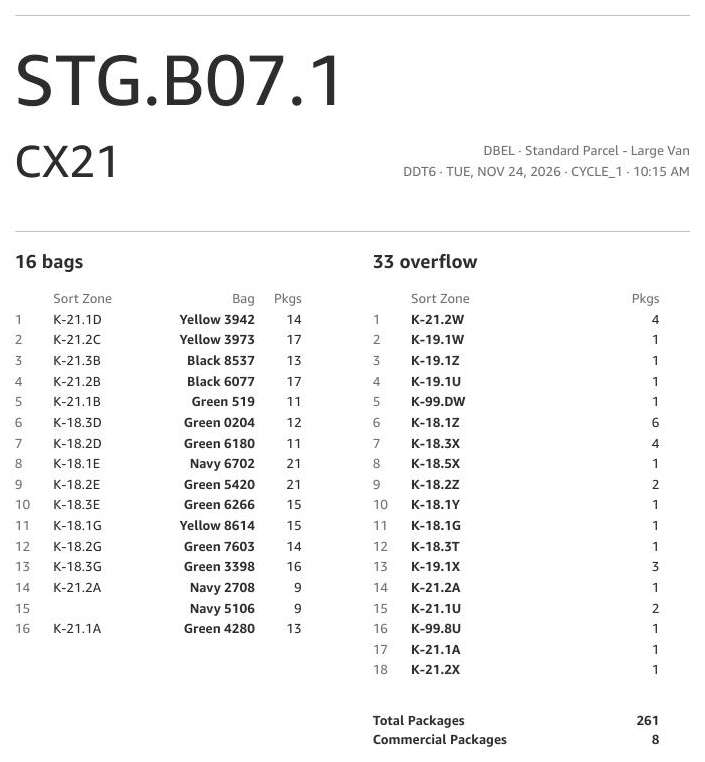 STG.B07.1
CX21
DBEL · Standard Parcel - Large Van
DDT6 · TUE, NOV 24, 2026 · CYCLE_1 · 10:15 AM
16 bags
Sort Zone Bag Pkgs
1 K-21.1D Yellow 3942 14
2 K-21.2C Yellow 3973 17
3 K-21.3B Black 8537 13
4 K-21.2B Black 6077 17
5 K-21.1B Green 519 11
6 K-18.3D Green 0204 12
7 K-18.2D Green 6180 11
8 K-18.1E Navy 6702 21
9 K-18.2E Green 5420 21
10 K-18.3E Green 6266 15
11 K-18.1G Yellow 8614 15
12 K-18.2G Green 7603 14
13 K-18.3G Green 3398 16
14 K-21.2A Navy 2708 9
15 Navy 5106 9
16 K-21.1A Green 4280 13
33 overflow
Sort Zone Pkgs
1 K-21.2W 4
2 K-19.1W 1
3 K-19.1Z 1
4 K-19.1U 1
5 K-99.DW 1
6 K-18.1Z 6
7 K-18.3X 4
8 K-18.5X 1
9 K-18.2Z 2
10 K-18.1Y 1
11 K-18.1G 1
12 K-18.3T 1
13 K-19.1X 3
14 K-21.2A 1
15 K-21.1U 2
16 K-99.8U 1
17 K-21.1A 1
18 K-21.2X 1
Total Packages 261
Commercial Packages 8